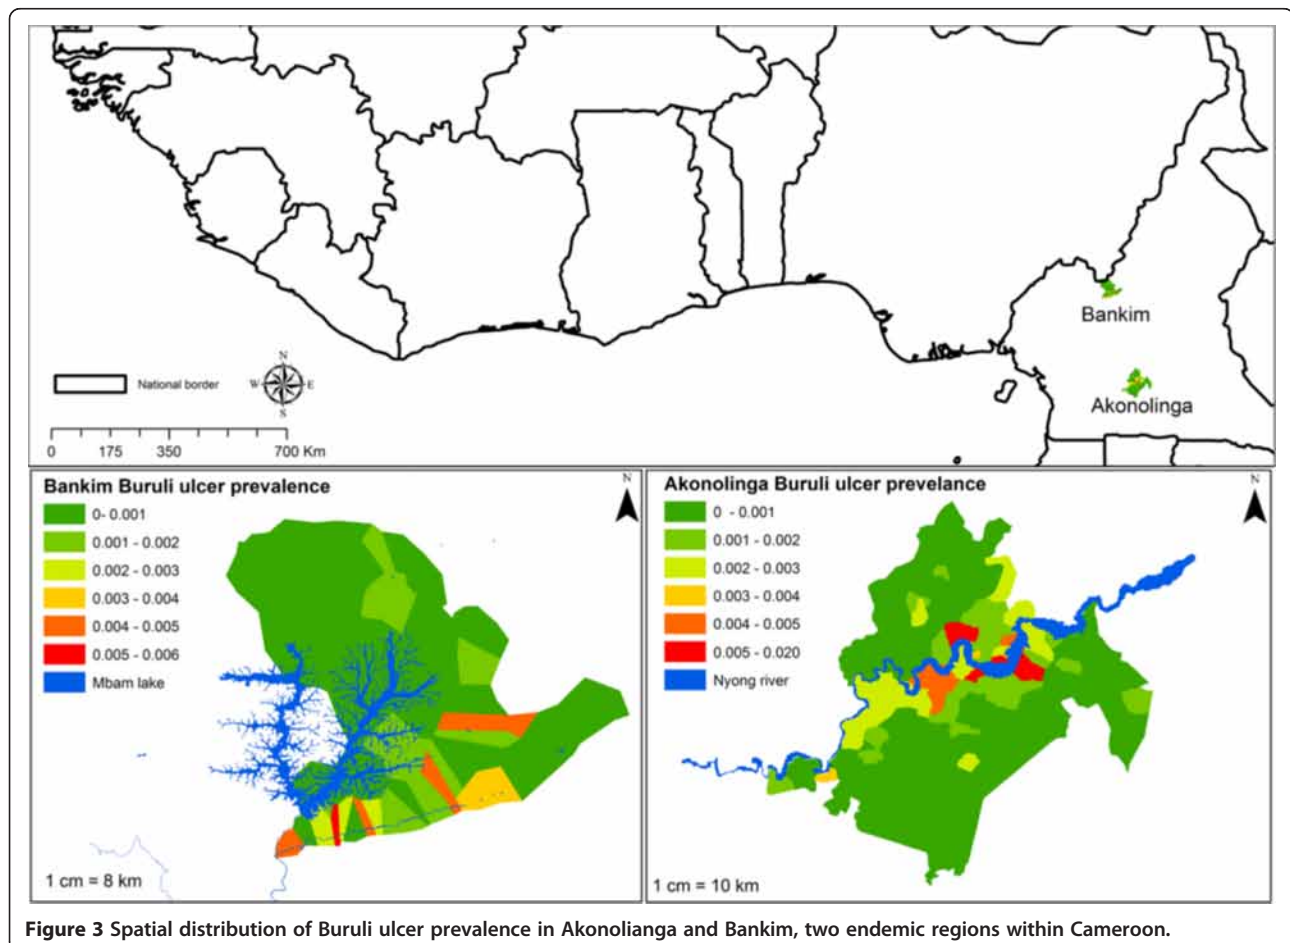 Bankim
Akonolinga
National border
N
W E
S
0 175 350 700 Km
Bankim Buruli ulcer prevalence
N
0- 0.001
0.001 - 0.002
0.002 - 0.003
0.003 - 0.004
0.004 - 0.005
0.005 - 0.006
Mbam lake
1 cm = 8 km
Akonolinga Buruli ulcer prevelance
N
0 - 0.001
0.001 - 0.002
0.002 - 0.003
0.003 - 0.004
0.004 - 0.005
0.005 - 0.020
Nyong river
1 cm = 10 km
Figure 3 Spatial distribution of Buruli ulcer prevalence in Akonolianga and Bankim, two endemic regions within Cameroon.